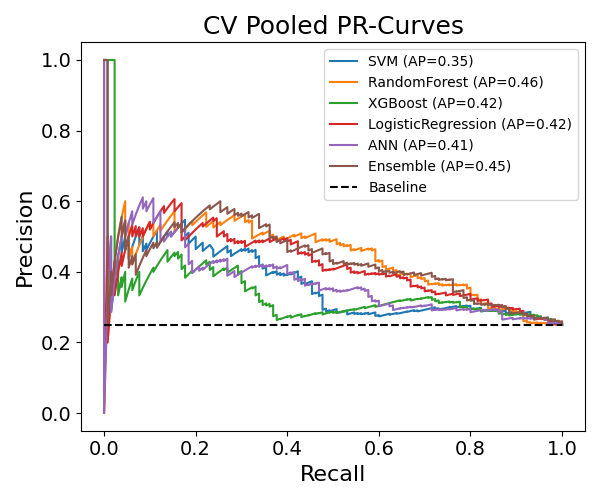 CV Pooled PR-Curves
SVM (AP=0.35)
RandomForest (AP=0.46)
XGBoost (AP=0.42)
LogisticRegression (AP=0.42)
ANN (AP=0.41)
Ensemble (AP=0.45)
Baseline
Precision
1.0
0.8
0.6
0.4
0.2
0.0
0.0 0.2 0.4 0.6 0.8 1.0
Recall